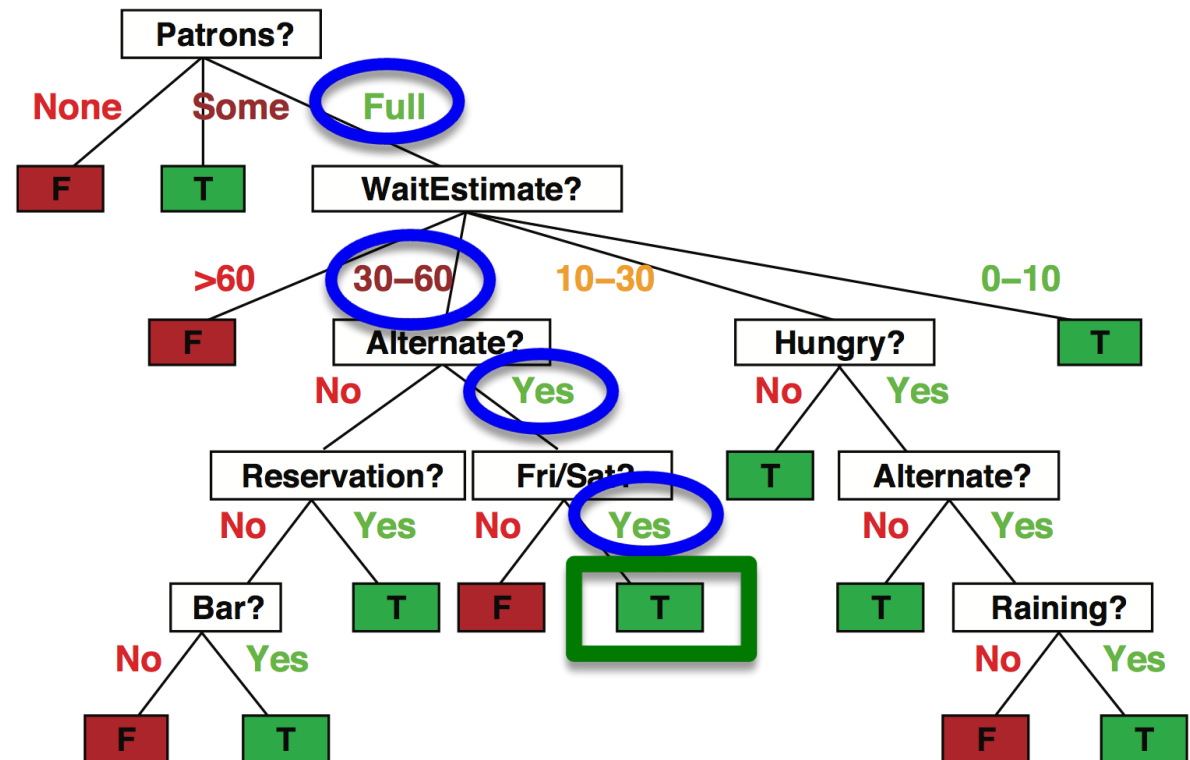 Patrons?
None Some Full
F T WaitEstimate?
>60 30–60 10–30 0–10
F Alternate? Hungry? T
No Yes No Yes
Reservation? Fri/Sat? T Alternate?
No Yes No Yes No Yes
Bar? T F T T Raining?
No Yes No Yes
F T F T